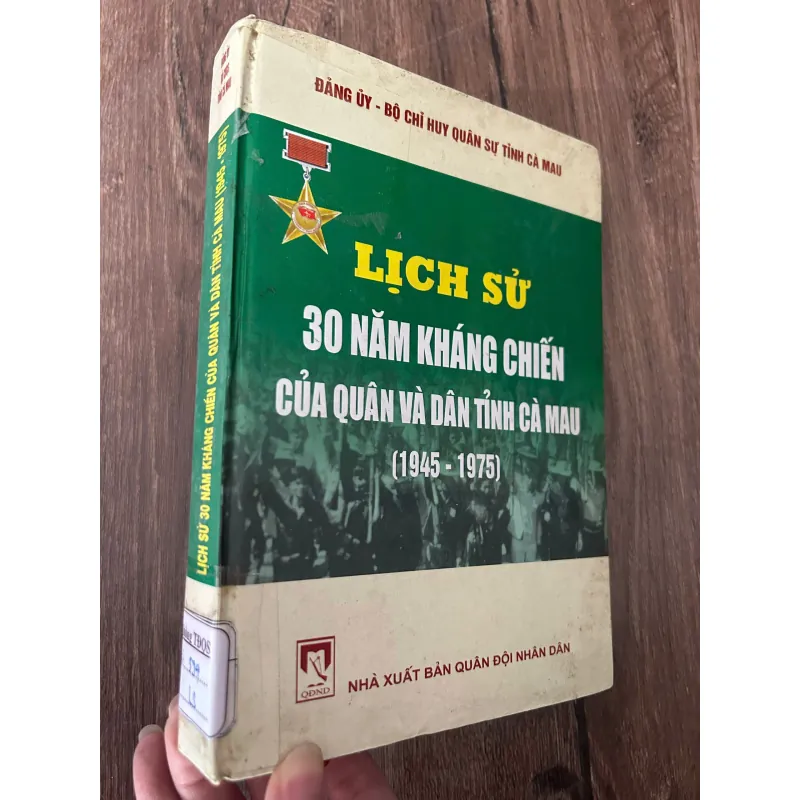 ĐẢNG ỦY - BỘ CHỈ HUY QUÂN SỰ TỈNH CÀ MAU
LỊCH SỬ
30 NĂM KHÁNG CHIẾN
CỦA QUÂN VÀ DÂN TỈNH CÀ MAU
(1945 - 1975)
QĐND
NHÀ XUẤT BẢN QUÂN ĐỘI NHÂN DÂN
LỊCH SỬ 30 NĂM KHÁNG CHIẾN CỦA QUÂN VÀ DÂN TỈNH CÀ MAU (1945 - 1975)
TĐQS